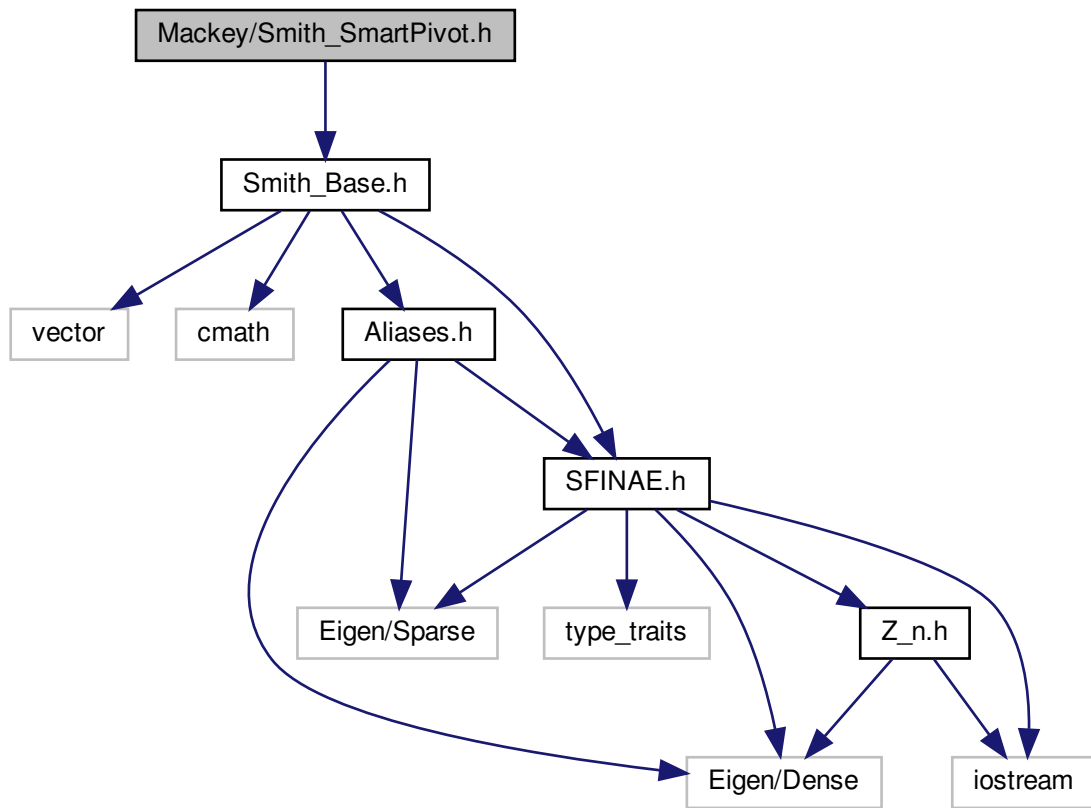 Mackey/Smith_SmartPivot.h
Smith_Base.h
vector
cmath
Aliases.h
SFINAE.h
Eigen/Sparse
type_traits
Z_n.h
Eigen/Dense
iostream